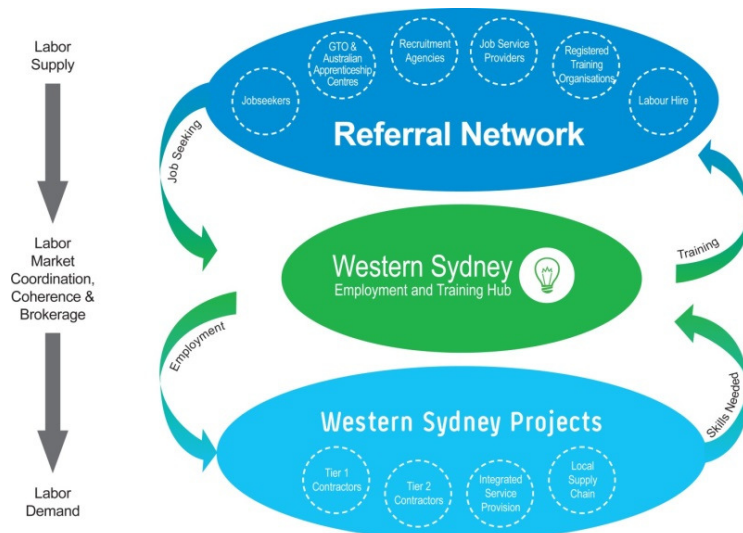 Labor
Supply
Labor
Market
Coordination,
Coherence &
Brokerage
Labor
Demand
Jobseekers
GTO &
Australian
Apprenticeship
Centres
Recruitment
Agencies
Job Service
Providers
Registered
Training
Organisations
Labour Hire
Referral Network
Job Seeking
Training
Western Sydney
Employment and Training Hub
Employment
Skills Needed
Western Sydney Projects
Tier 1
Contractors
Tier 2
Contractors
Integrated
Service
Provision
Local
Supply
Chain